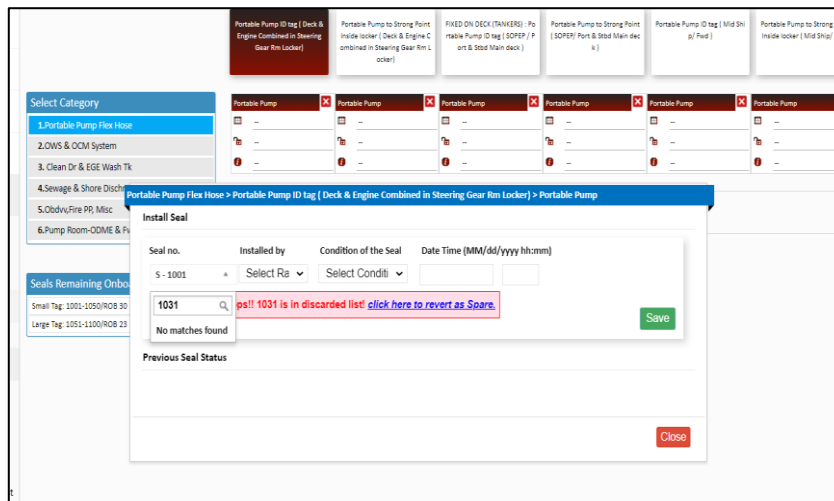 Portable Pump ID tag ( Deck &
Engine Combined in Steering
Gear Rm Locker)
Portable Pump to Strong Point
Inside locker ( Deck & Engine C
ombined in Steering Gear Rm L
ocker)
FIXED ON DECK (TANKERS) : Po
rtable Pump ID tag ( SOPEP / P
ort & Stbd Main deck )
Portable Pump to Strong Point
( SOPEP/ Port & Stbd Main dec
k )
Portable Pump ID tag ( Mid Shi
p/ Fwd )
Portable Pump to Strong
Inside locker ( Mid Ship/
Select Category
1.Portable Pump Flex Hose
2.OWS & OCM System
3. Clean Dr & EGE Wash Tk
4.Sewage & Shore Disch
5.Obdvv,Fire PP, Misc
6.Pump Room-ODME & Fw
Portable Pump
--
--
--
Portable Pump
--
--
--
Portable Pump
--
--
--
Portable Pump
--
--
--
Portable Pump
--
--
--
Portable Pump
--
--
--
Seals Remaining Onbo
Small Tag: 1001-1050/ROB 30
Large Tag: 1051-1100/ROB 23
Portable Pump Flex Hose > Portable Pump ID tag ( Deck & Engine Combined in Steering Gear Rm Locker) > Portable Pump
Install Seal
Seal no. Installed by Condition of the Seal Date Time (MM/dd/yyyy hh:mm)
S - 1001 Select Ra Select Conditi
1031 ps!! 1031 is in discarded list! click here to revert as Spare.
No matches found
Save
Previous Seal Status
Close
t